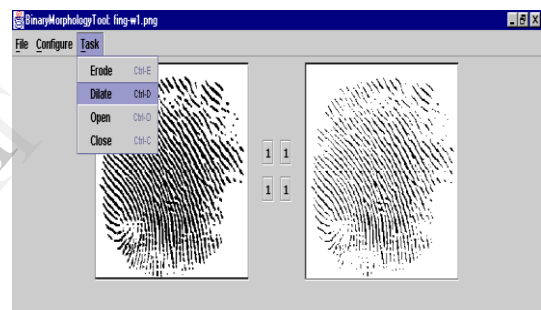 BinaryMorphologyTool: fing-w1.png
File Configure Task
Erode Ctrl-E
Dilate Ctrl-D
Open Ctrl-O
Close Ctrl-C
1 1
1 1